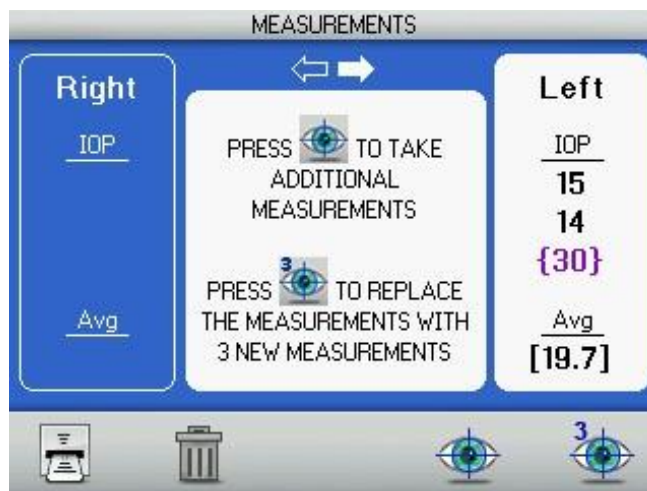 MEASUREMENTS
Right
IOP
Avg
PRESS TO TAKE
ADDITIONAL
MEASUREMENTS
3
PRESS TO REPLACE
THE MEASUREMENTS WITH
3 NEW MEASUREMENTS
Left
IOP
15
14
{30}
Avg
[19.7]
3